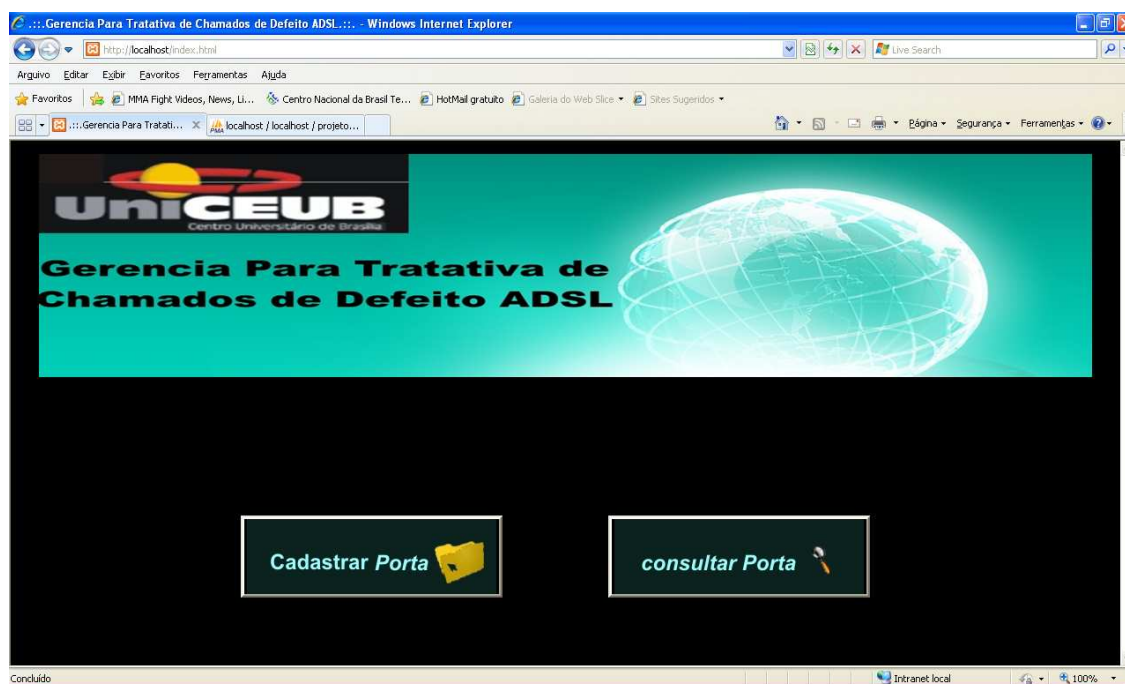 .:::.Gerencia Para Tratativa de Chamados de Defeito ADSL.:::. - Windows Internet Explorer
http://localhost/index.html
Live Search
Arquivo Editar Exibir Favoritos Ferramentas Ajuda
Favoritos MMA Fight Videos, News, Li... Centro Nacional da Brasil Te... HotMail gratuito Galeria do Web Slice Sites Sugeridos
.:::.Gerencia Para Tratati... localhost / localhost / projeto... Página Segurança Ferramentas
UniCEUB
Centro Universitário de Brasília
Gerencia Para Tratativa de
Chamados de Defeito ADSL
Cadastrar Porta consultar Porta
Concluído Intranet local 100%